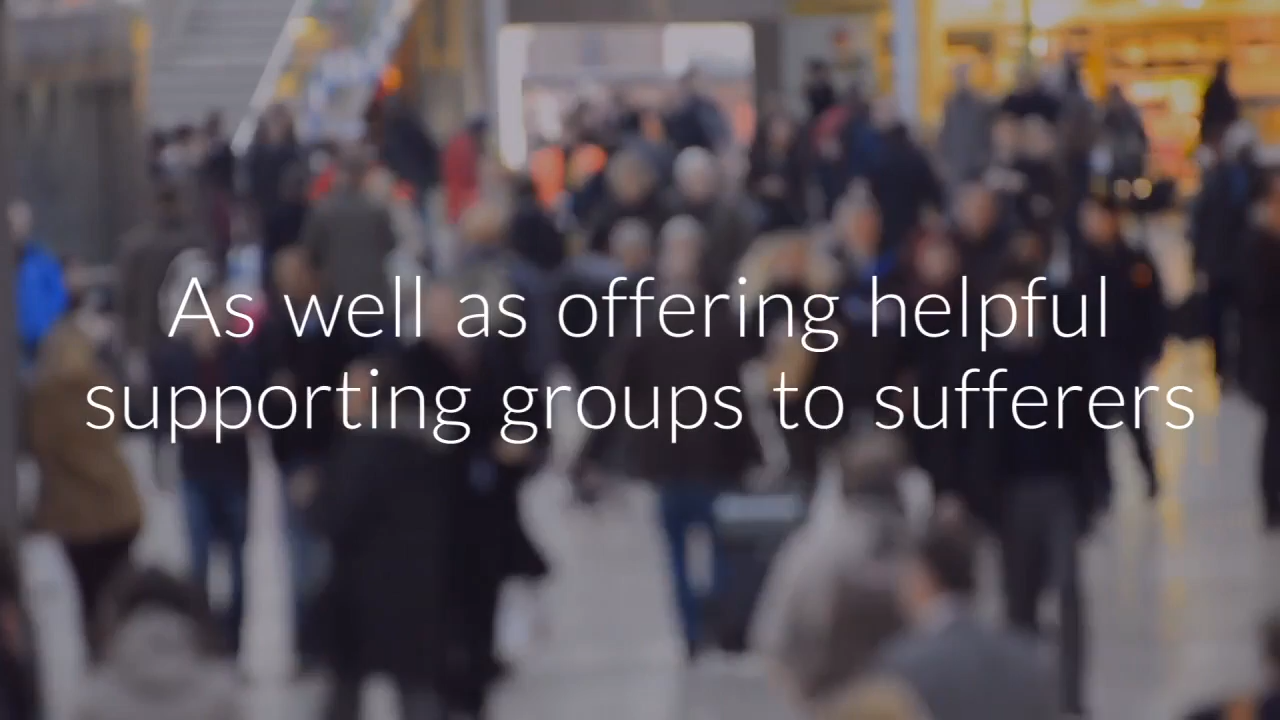 As well as offering helpful
supporting groups to sufferers